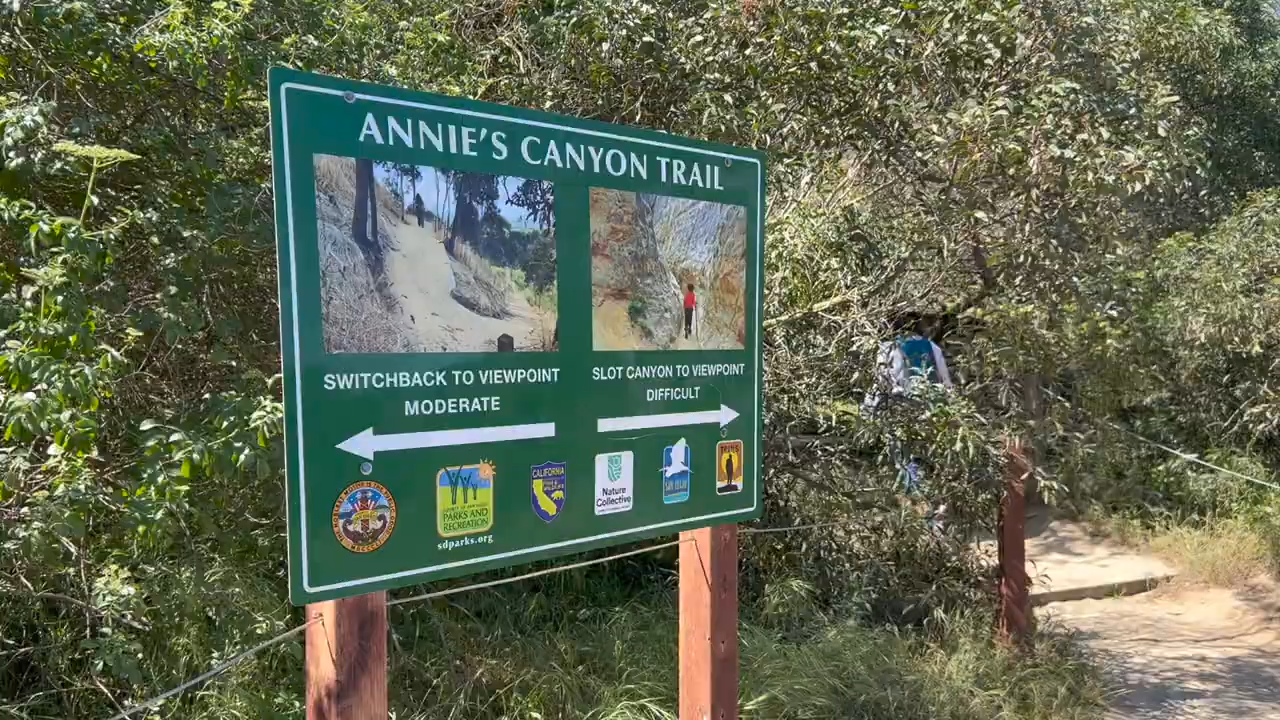 ANNIE'S CANYON TRAIL
SWITCHBACK TO VIEWPOINT
MODERATE
SLOT CANYON TO VIEWPOINT
DIFFICULT
PARKS AND
RECREATION
sdparks.org
CALIFORNIA
Nature
Collective
TRAILS